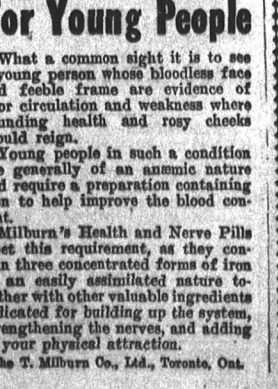 or Young People
What a common sight it is to see
young person whose bloodless face
d feeble frame are evidence of
or circulation and weakness where
unding health and rosy cheeks
ould reign.
Young people in such a condition
e generally of an anæmic nature
d require a preparation containing
n to help improve the blood con-
nt.
Milburn's Health and Nerve Pills
et this requirement, as they con-
n three concentrated forms of iron
an easily assimilated nature to-
ther with other valuable ingredients
dicated for building up the system,
rengthening the nerves, and adding
your physical attraction.
he T. Milburn Co., Ltd., Toronto, Ont.